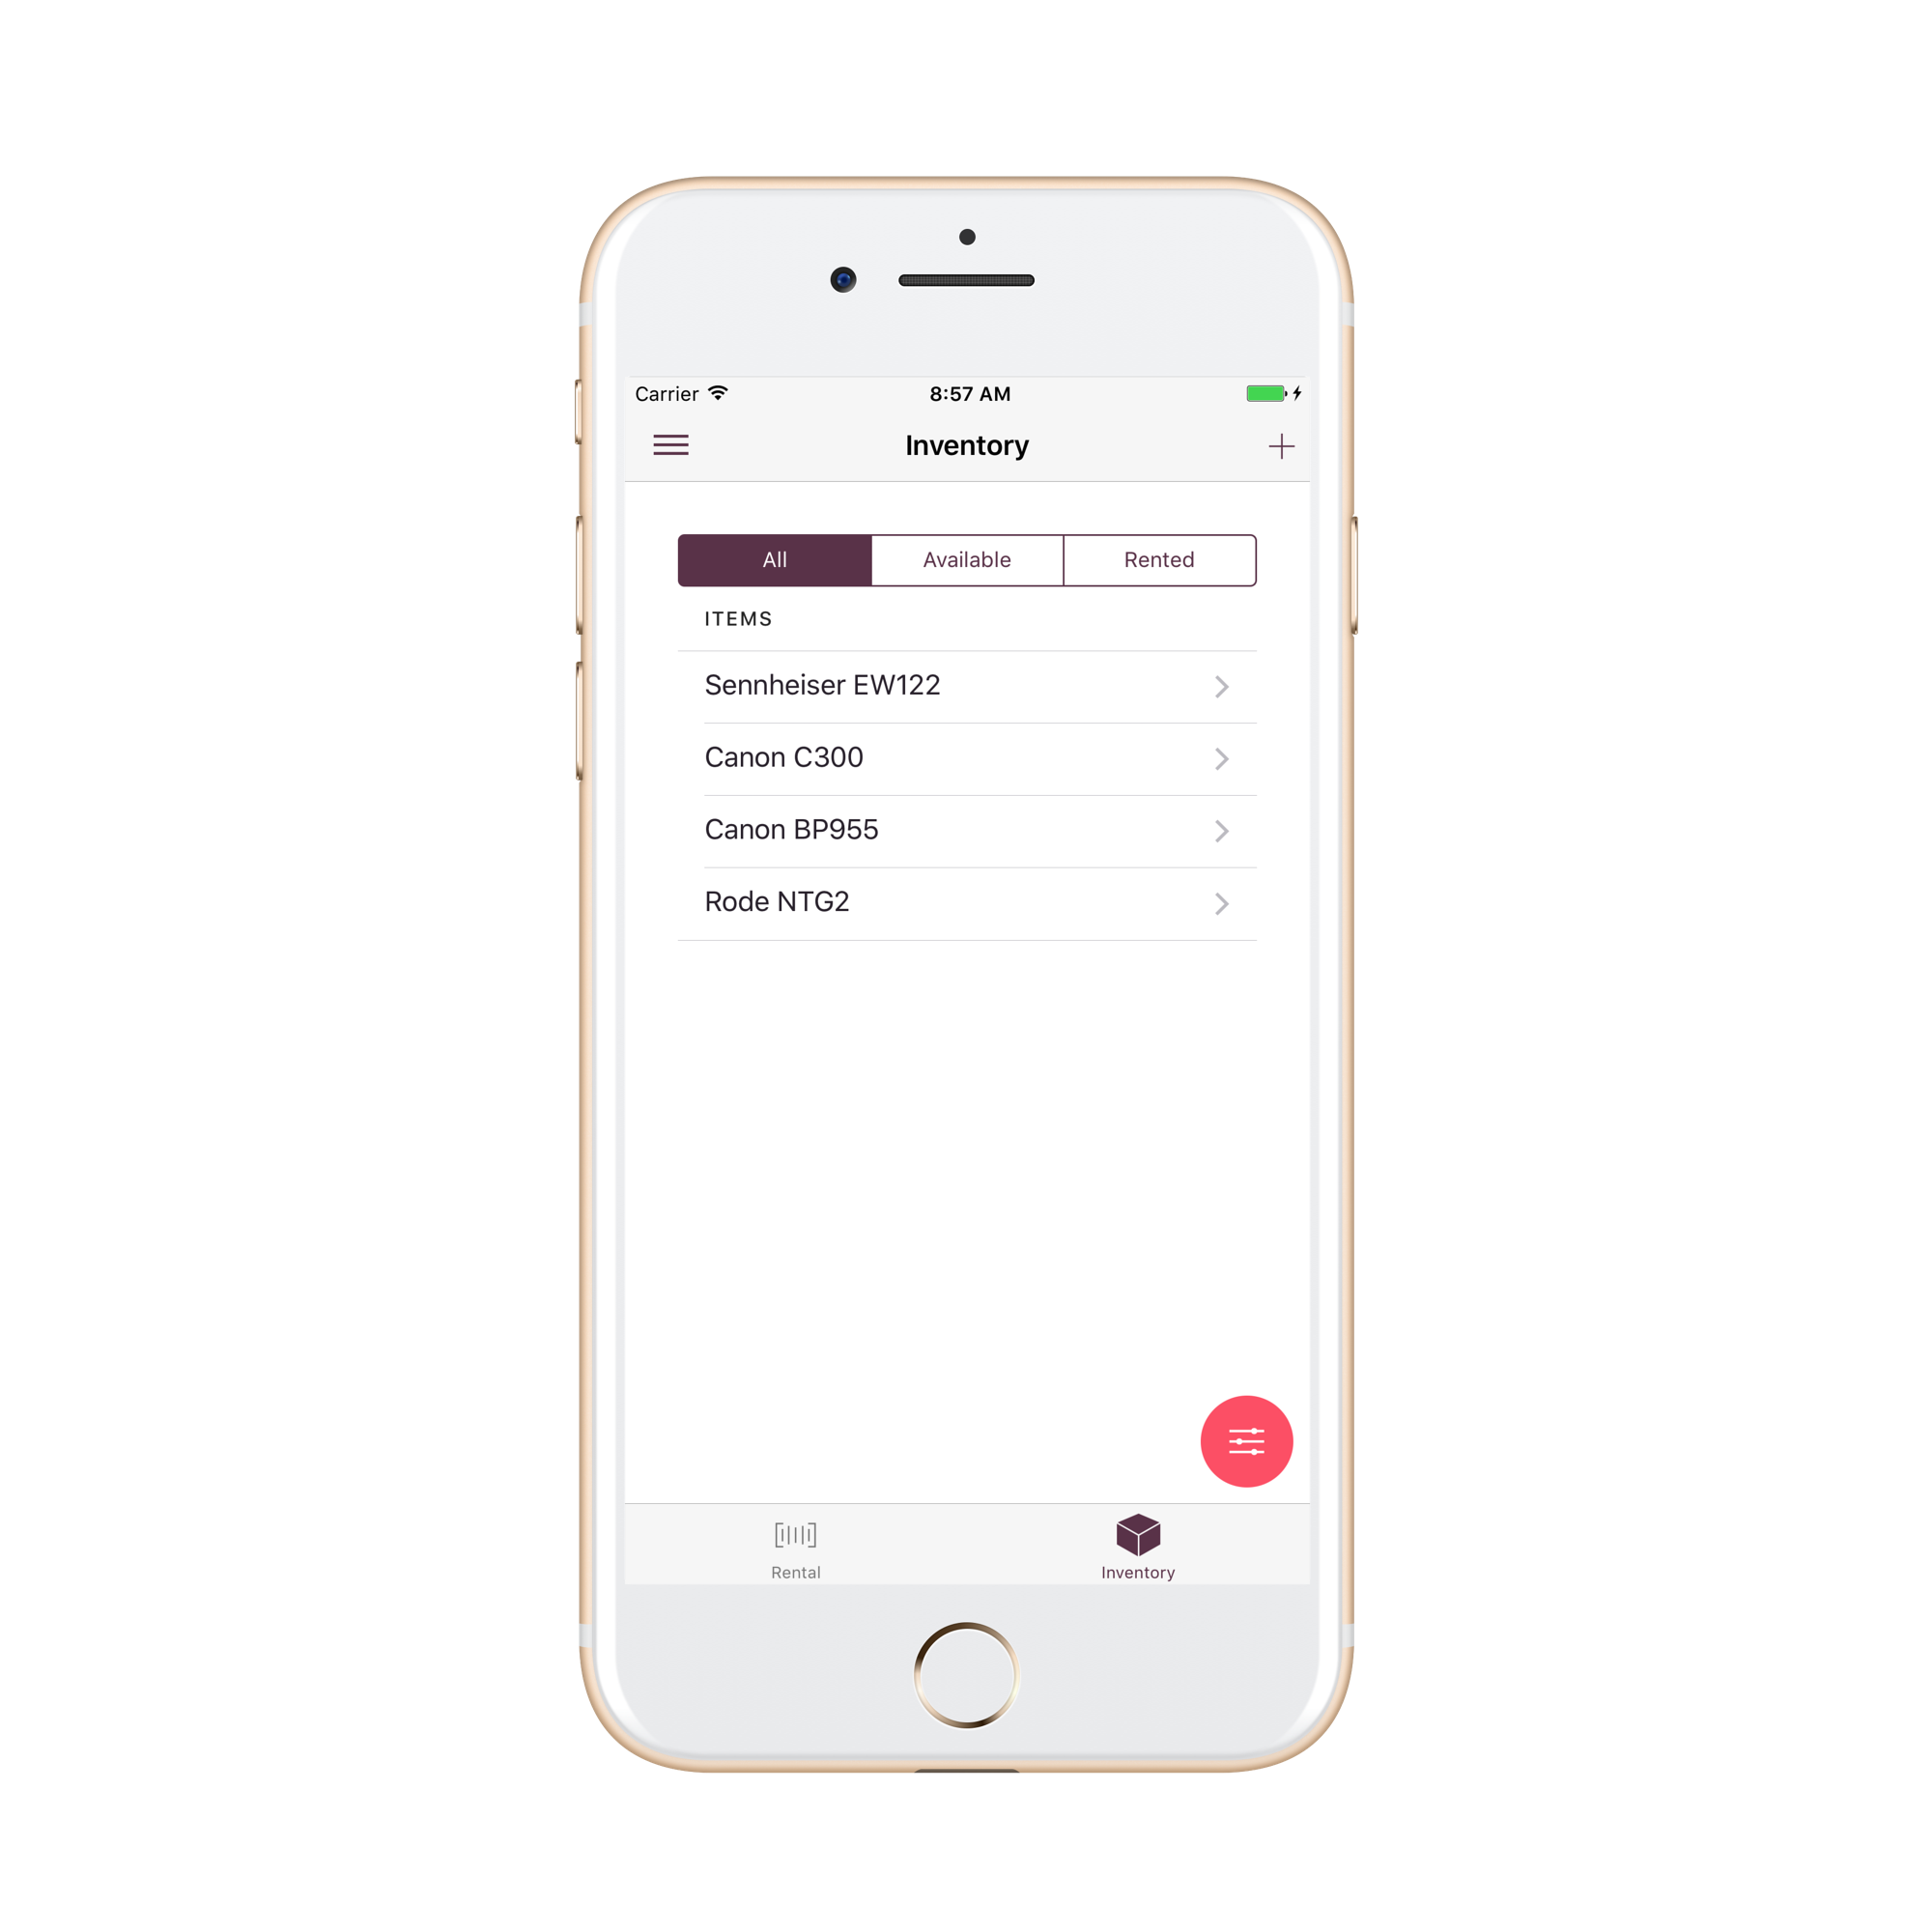 Carrier 8:57 AM
Inventory
All Available Rented
ITEMS
Sennheiser EW122
Canon C300
Canon BP955
Rode NTG2
Rental Inventory